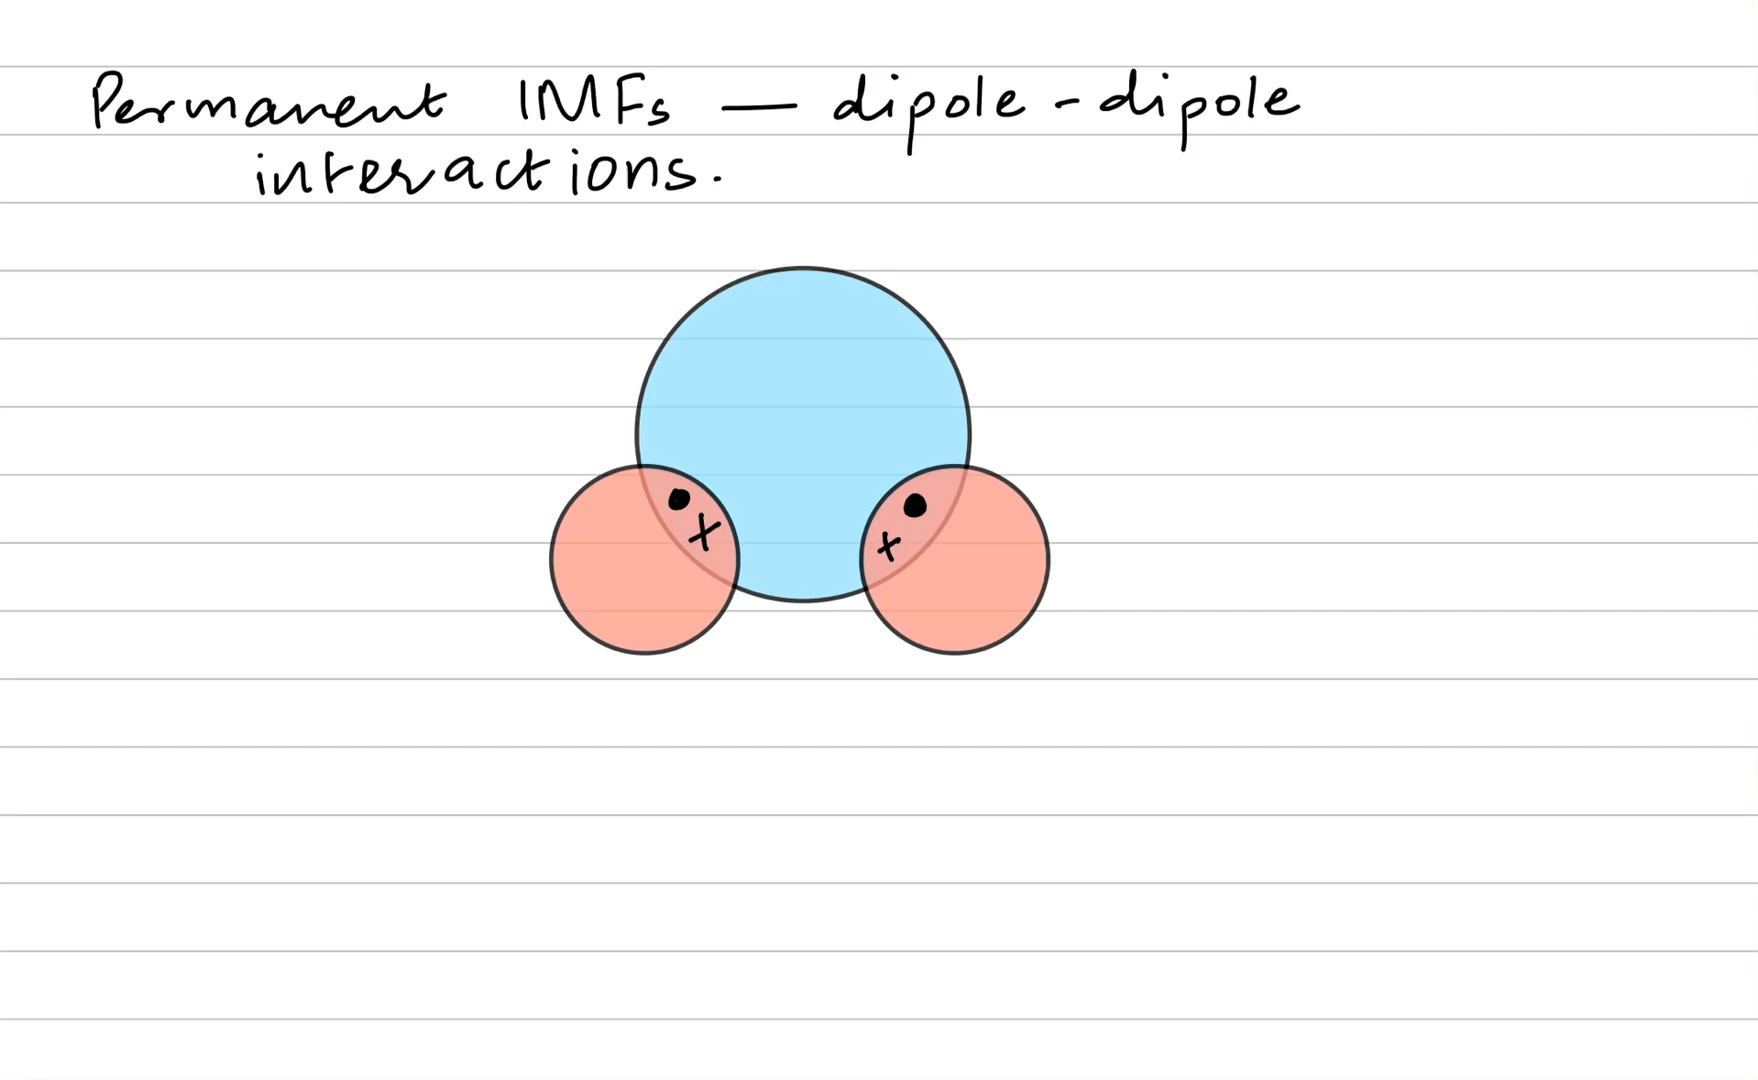 Permanent IMFs — dipole-dipole
interactions.
• x x •